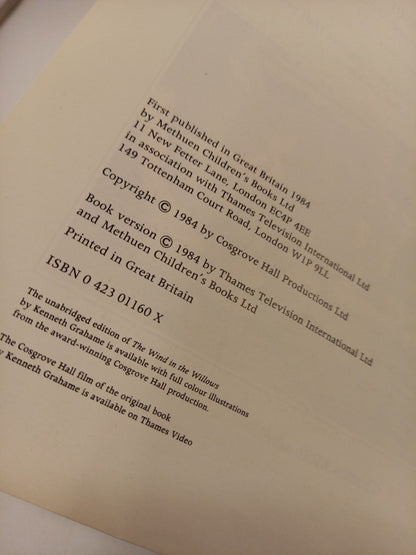 First published in Great Britain 1984
by Methuen Children's Books Ltd
11 New Fetter Lane, London EC4P 4EE
in association with Thames Television International Ltd
149 Tottenham Court Road, London W1P 9LL
Copyright © 1984 by Cosgrove Hall Productions Ltd
Book version © 1984 by Thames Television International Ltd
and Methuen Children's Books Ltd
Printed in Great Britain
ISBN 0 423 01160 X
The unabridged edition of The Wind in the Willows
by Kenneth Grahame is available with full colour illustrations
from the award-winning Cosgrove Hall production.
The Cosgrove Hall film of the original book
by Kenneth Grahame is available on Thames Video